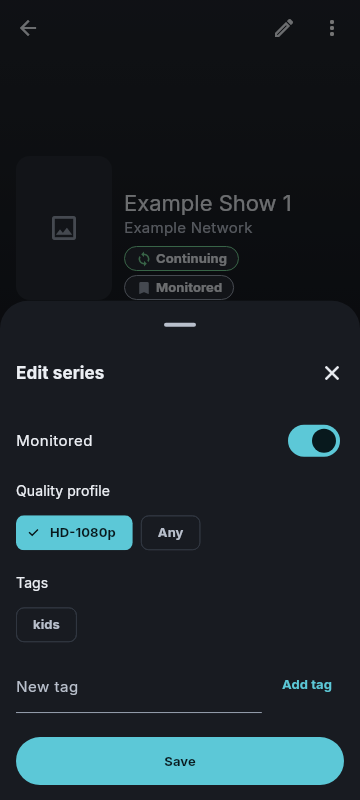 Example Show 1
Example Network
Continuing
Monitored
Edit series
Monitored
Quality profile
HD-1080p Any
Tags
kids
New tag Add tag
Save